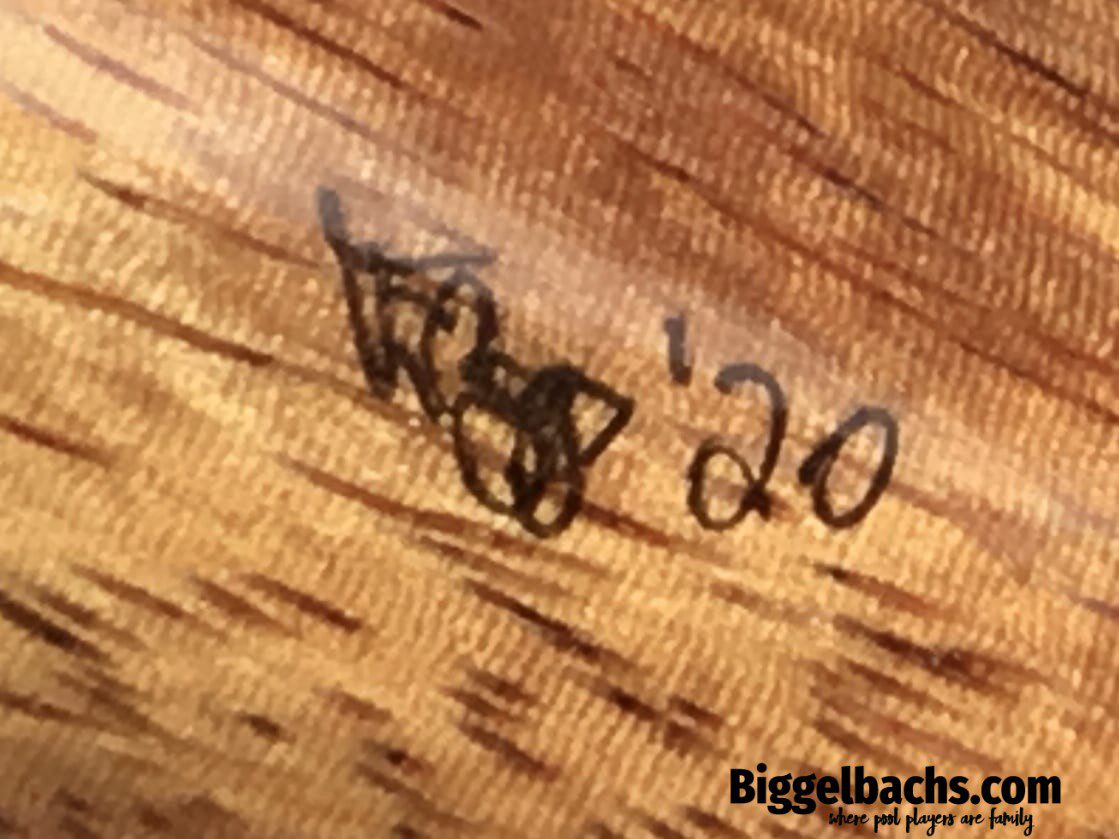 '20
Biggelbachs.com
where pool players are family